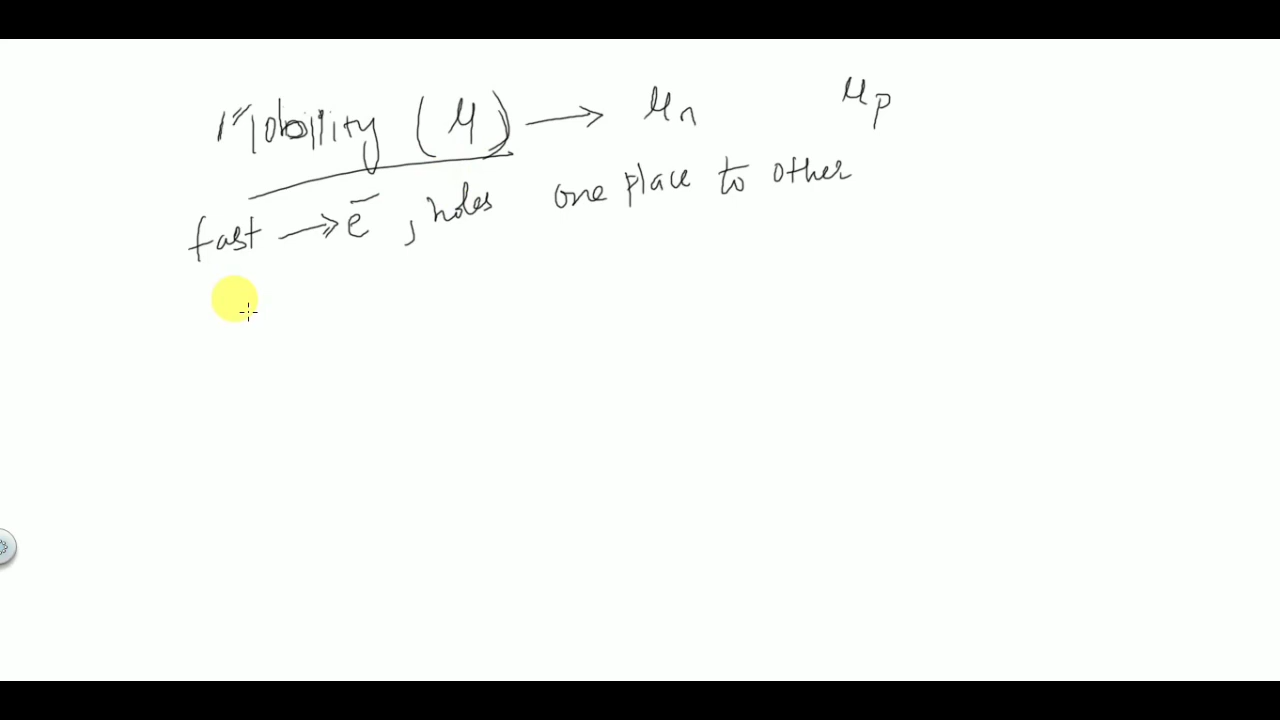 Mobility (μ) → μn μp
fast → e⁻, holes one place to other